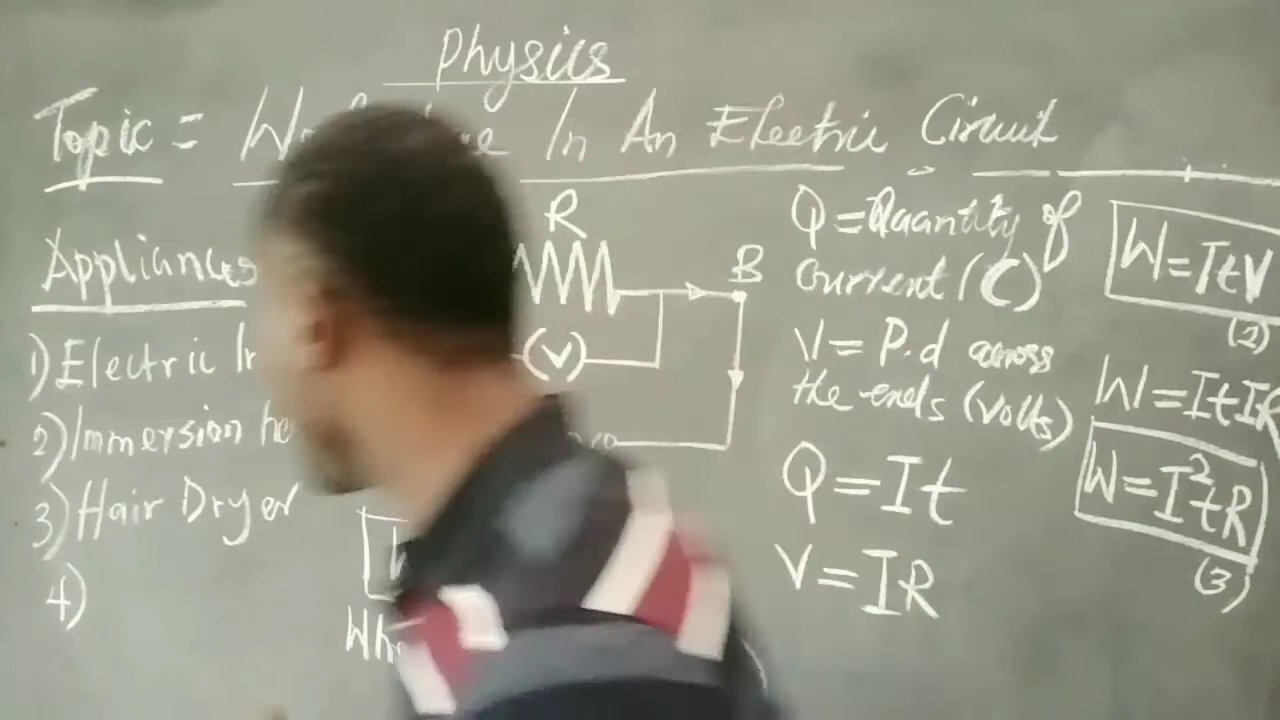 Physics
Topic = In An Electric Circuit
Appliances
1) Electric
2) Immersion
3) Hair Dryer
4)
R
B
(V)
Q = Quantity of
current (C)
V = P.d across
the ends (volts)
Q = It
V = IR
W = ItV
(2)
W = ItIR
W = I²tR
(3)